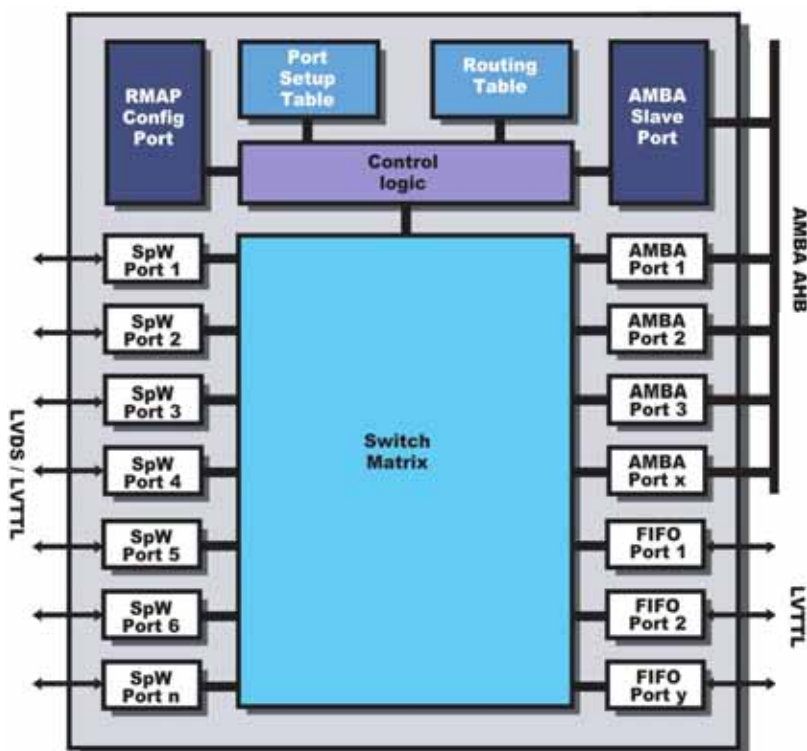 RMAP
Config
Port
Port
Setup
Table
Routing
Table
AMBA
Slave
Port
Control
logic
SpW
Port 1
SpW
Port 2
SpW
Port 3
SpW
Port 4
SpW
Port 5
SpW
Port 6
SpW
Port n
Switch
Matrix
AMBA
Port 1
AMBA
Port 2
AMBA
Port 3
AMBA
Port x
FIFO
Port 1
FIFO
Port 2
FIFO
Port y
LVDS / LVTTL
AMBA AHB
LVTTL